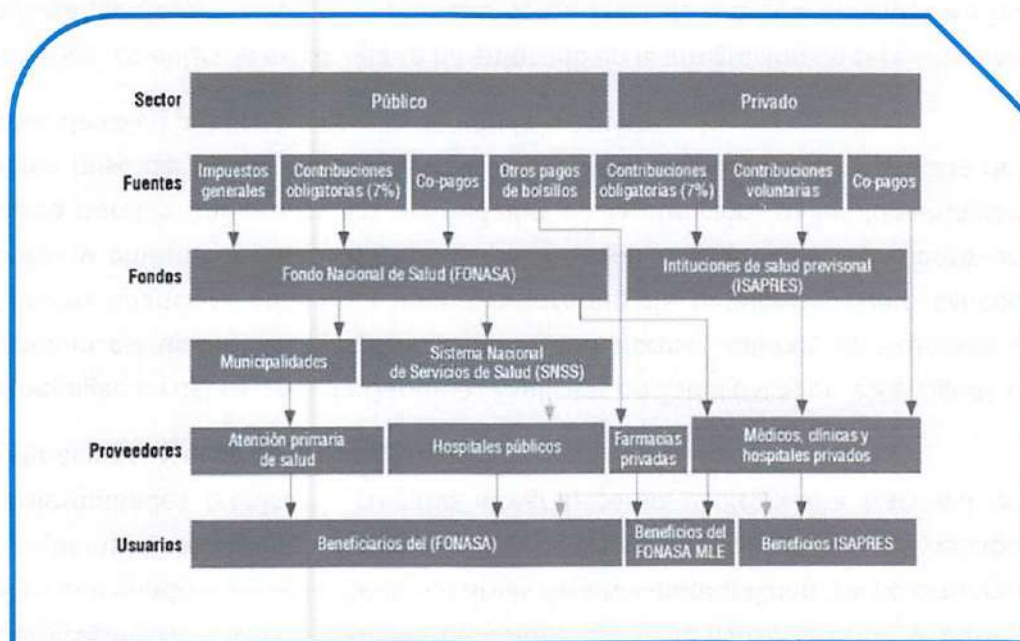 Sector
Público
Privado
Fuentes
Impuestos
generales
Contribuciones
obligatorias (7%)
Co-pagos
Otros pagos
de bolsillos
Contribuciones
obligatorias (7%)
Contribuciones
voluntarias
Co-pagos
Fondos
Fondo Nacional de Salud (FONASA)
Intituciones de salud previsonal
(ISAPRES)
Municipalidades
Sistema Nacional
de Servicios de Salud (SNSS)
Proveedores
Atención primaria
de salud
Hospitales públicos
Farmacias
privadas
Médicos, clínicas y
hospitales privados
Usuarios
Beneficiarios del (FONASA)
Beneficios del
FONASA MLE
Beneficios ISAPRES